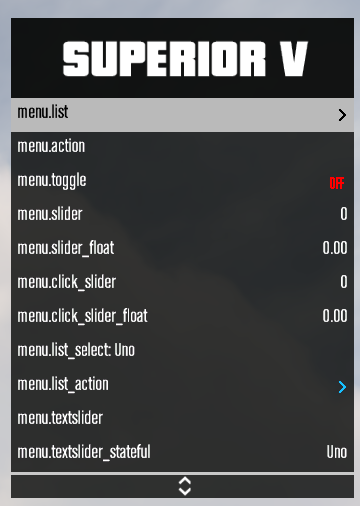 SUPERIOR V
menu.list
menu.action
menu.toggle OFF
menu.slider 0
menu.slider_float 0.00
menu.click_slider 0
menu.click_slider_float 0.00
menu.list_select: Uno
menu.list_action
menu.textslider
menu.textslider_stateful Uno